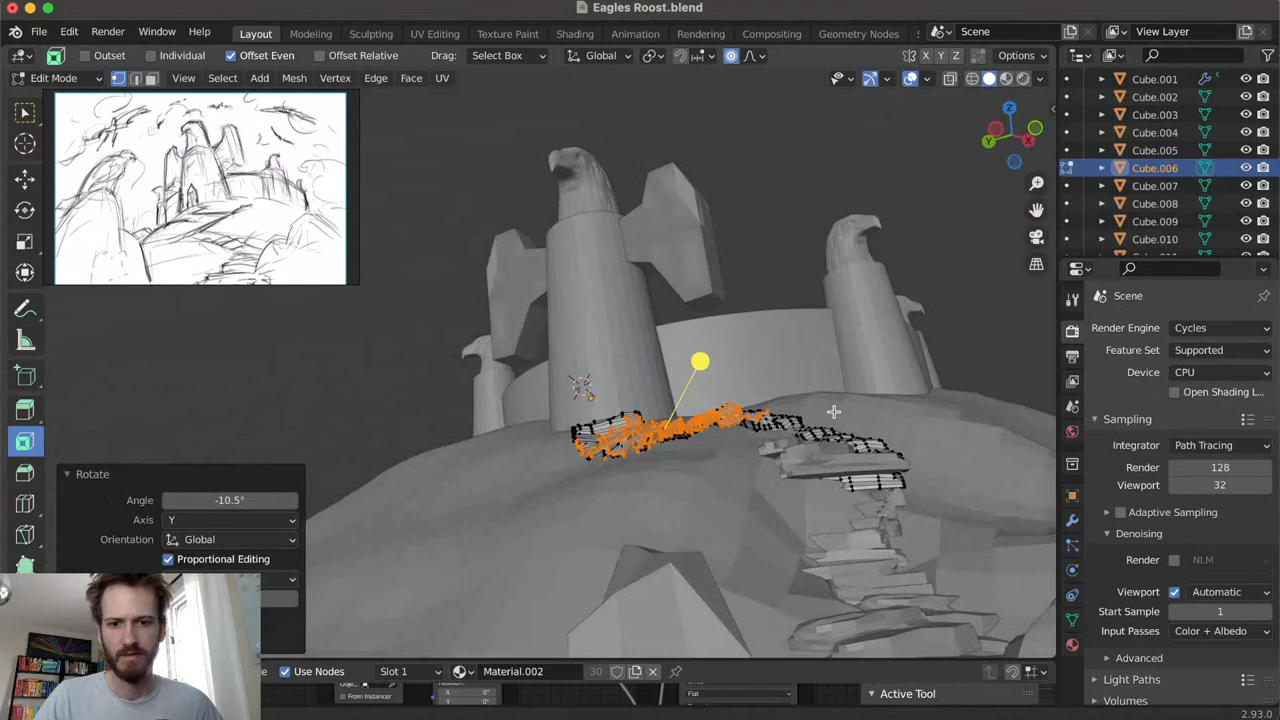 Eagles Roost.blend
File Edit Render Window Help Layout Modeling Sculpting UV Editing Texture Paint Shading Animation Rendering Compositing Geometry Nodes Scene View Layer
Outset Individual Offset Even Offset Relative Drag: Select Box Global X Y Z Options
Edit Mode View Select Add Mesh Vertex Edge Face UV
Cube.001
Cube.002
Cube.003
Cube.004
Cube.005
Cube.006
Cube.007
Cube.008
Cube.009
Cube.010
Z
Y X
Scene
Render Engine Cycles
Feature Set Supported
Device CPU
Open Shading L
Sampling
Integrator Path Tracing
Render 128
Viewport 32
Adaptive Sampling
Denoising
Render NLM
Viewport Automatic
Start Sample 1
Input Passes Color + Albedo
Advanced
Light Paths
Volumes
Rotate
Angle -10.5°
Axis Y
Orientation Global
Proportional Editing
Use Nodes Slot 1 Material.002 30
From Instancer
X 0°
Y 0°
Flat
Active Tool
2.93.0